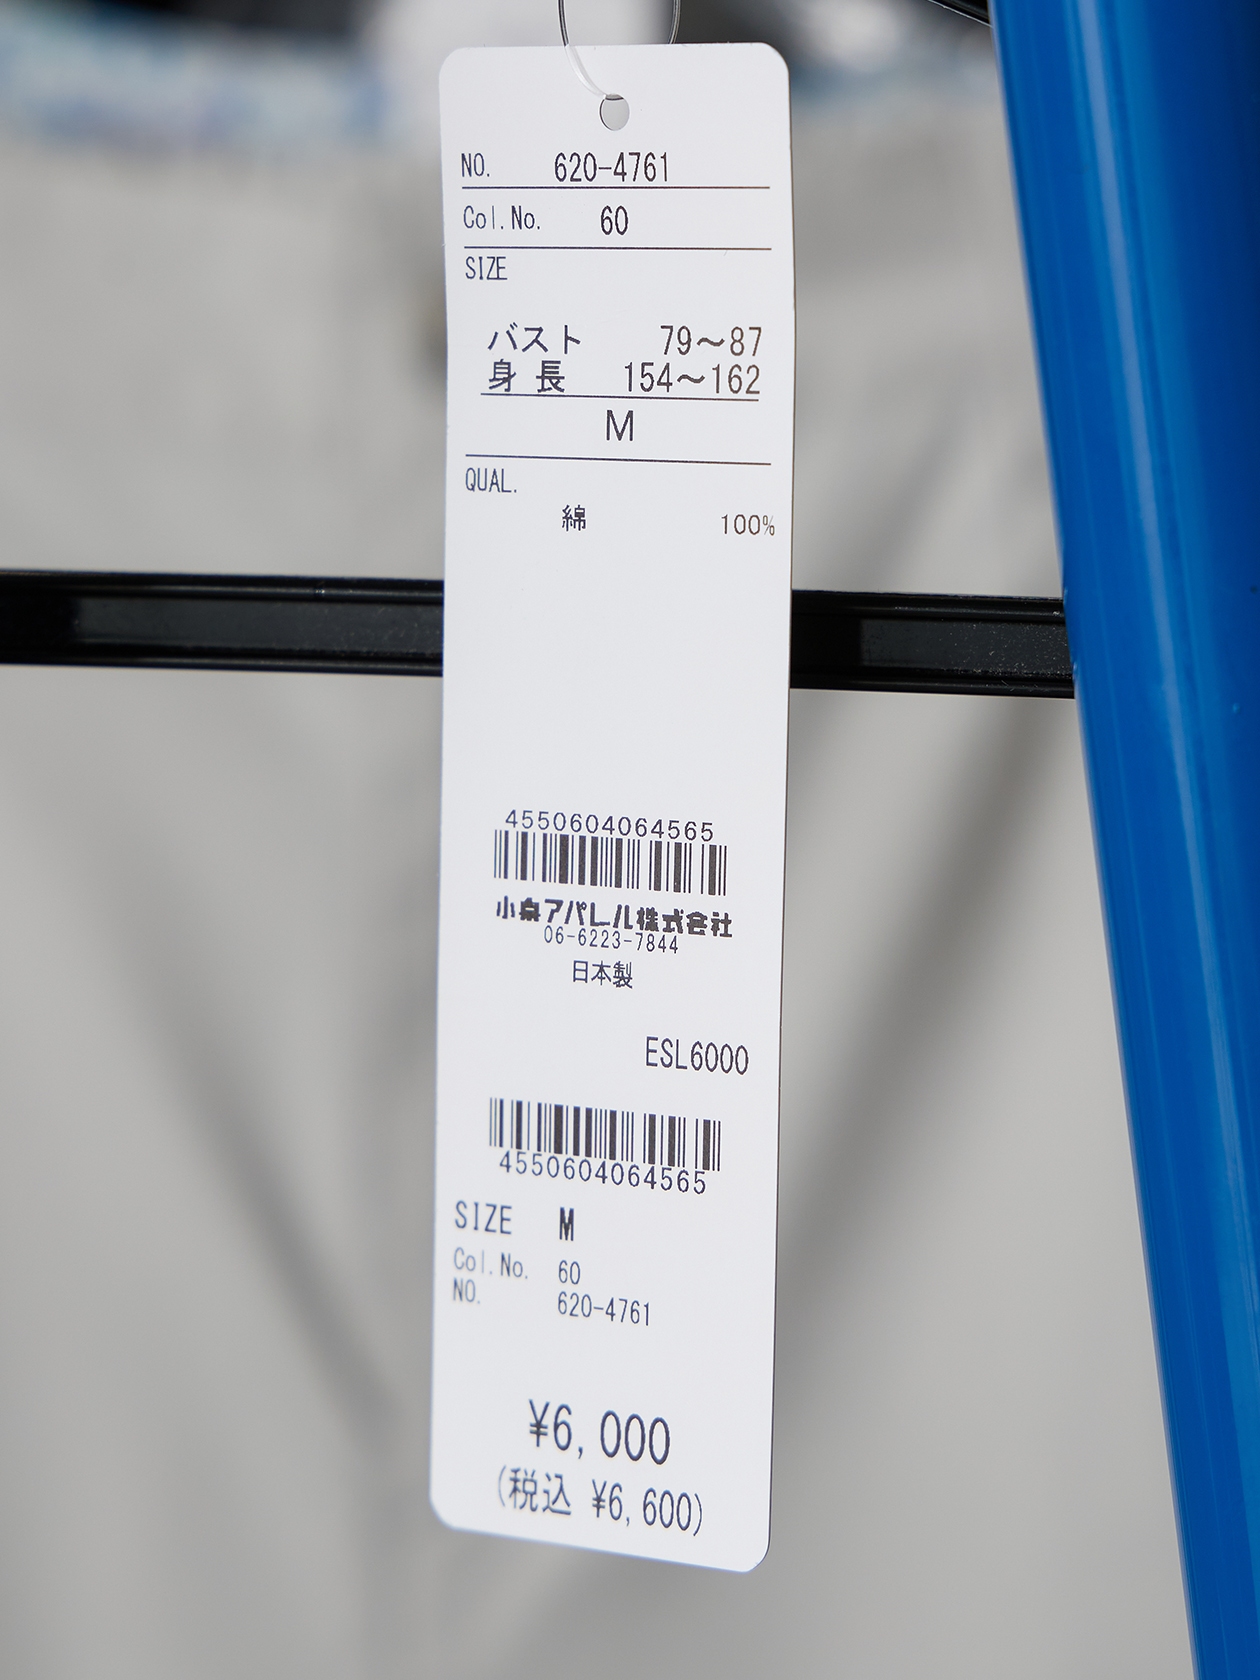 NO. 620-4761
Col.No. 60
SIZE
バスト 79～87
身長 154～162
M
QUAL.
綿 100%
4550604064565
小泉アパレル株式会社
06-6223-7844
日本製
ESL6000
4550604064565
SIZE M
Col.No. 60
NO. 620-4761
¥6,000
(税込 ¥6,600)